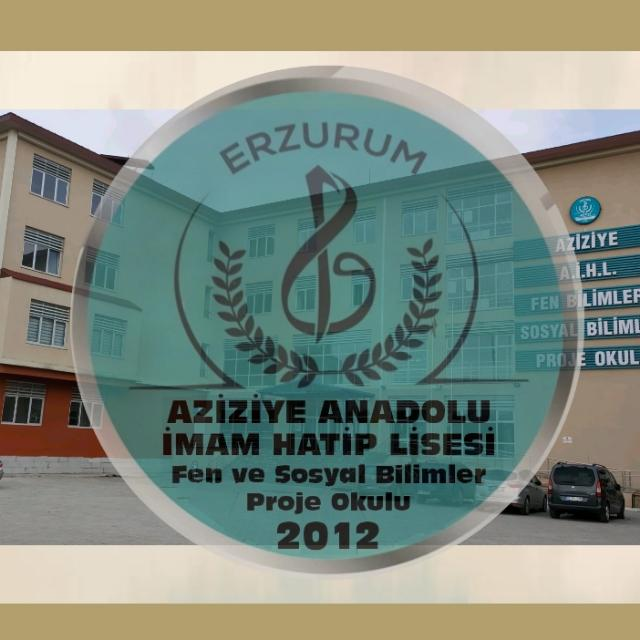 ERZURUM
AZİZİYE ANADOLU
İMAM HATİP LİSESİ
Fen ve Sosyal Bilimler
Proje Okulu
2012
AZİZİYE
A.İ.H.L.
FEN BİLİMLER
SOSYAL BİLİML
PROJE OKUL